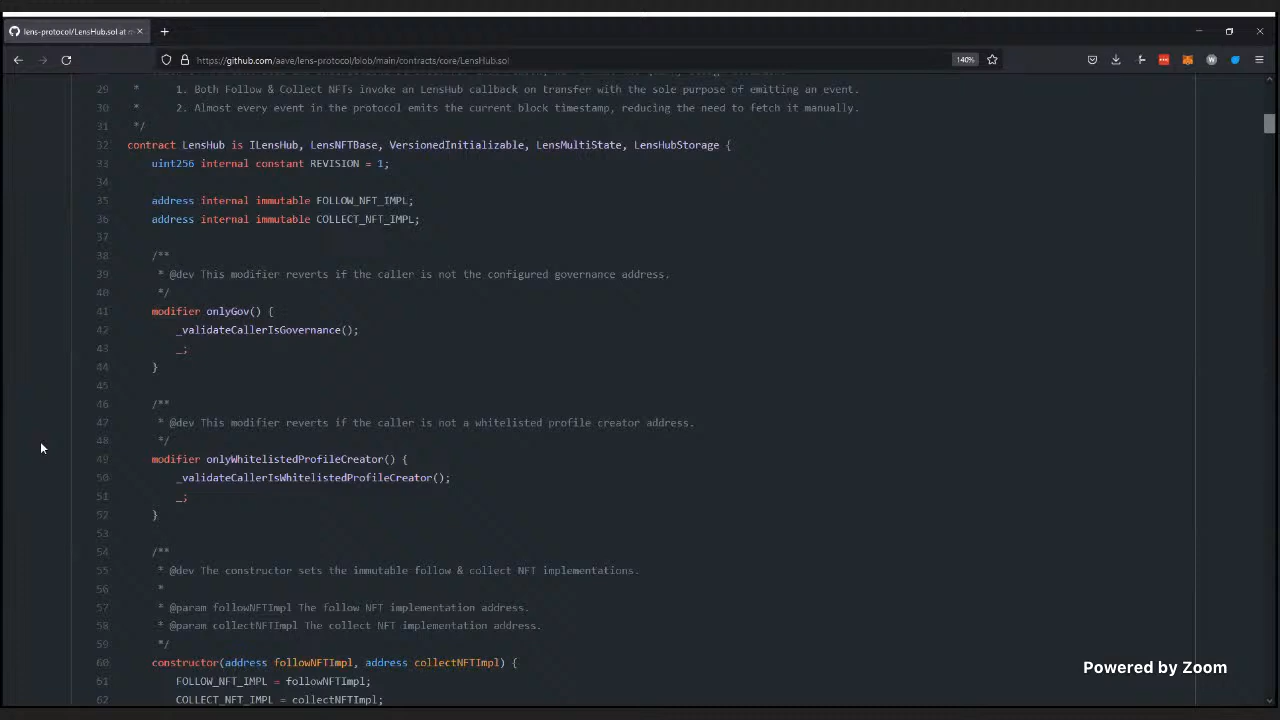 lens-protocol/LensHub.sol at m
https://github.com/aave/lens-protocol/blob/main/contracts/core/LensHub.sol
140%
29 * 1. Both Follow & Collect NFTs invoke an LensHub callback on transfer with the sole purpose of emitting an event.
30 * 2. Almost every event in the protocol emits the current block timestamp, reducing the need to fetch it manually.
31 */
32 contract LensHub is ILensHub, LensNFTBase, VersionedInitializable, LensMultiState, LensHubStorage {
33 uint256 internal constant REVISION = 1;
34
35 address internal immutable FOLLOW_NFT_IMPL;
36 address internal immutable COLLECT_NFT_IMPL;
37
38 /**
39 * @dev This modifier reverts if the caller is not the configured governance address.
40 */
41 modifier onlyGov() {
42 _validateCallerIsGovernance();
43 _;
44 }
45
46 /**
47 * @dev This modifier reverts if the caller is not a whitelisted profile creator address.
48 */
49 modifier onlyWhitelistedProfileCreator() {
50 _validateCallerIsWhitelistedProfileCreator();
51 _;
52 }
53
54 /**
55 * @dev The constructor sets the immutable follow & collect NFT implementations.
56 *
57 * @param followNFTImpl The follow NFT implementation address.
58 * @param collectNFTImpl The collect NFT implementation address.
59 */
60 constructor(address followNFTImpl, address collectNFTImpl) {
61 FOLLOW_NFT_IMPL = followNFTImpl;
62 COLLECT_NFT_IMPL = collectNFTImpl;
Powered by Zoom